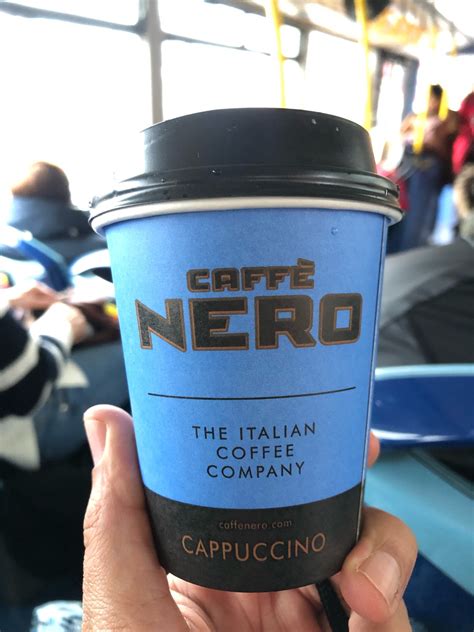 CAFFÈ
NERO
THE ITALIAN
COFFEE
COMPANY
caffenero.com
CAPPUCCINO